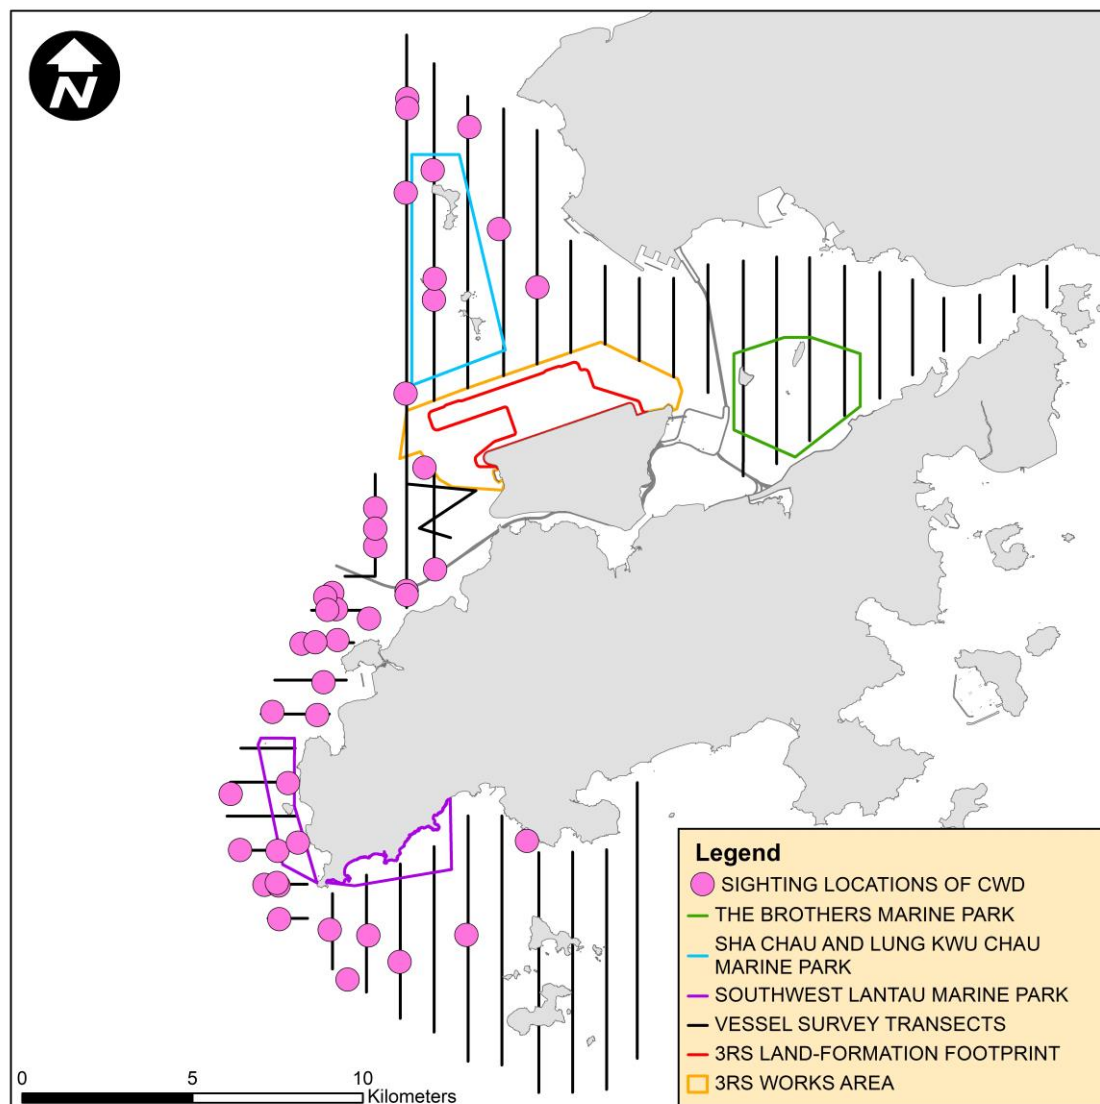 N
Legend
SIGHTING LOCATIONS OF CWD
THE BROTHERS MARINE PARK
SHA CHAU AND LUNG KWU CHAU
MARINE PARK
SOUTHWEST LANTAU MARINE PARK
VESSEL SURVEY TRANSECTS
3RS LAND-FORMATION FOOTPRINT
3RS WORKS AREA
0 5 10
Kilometers